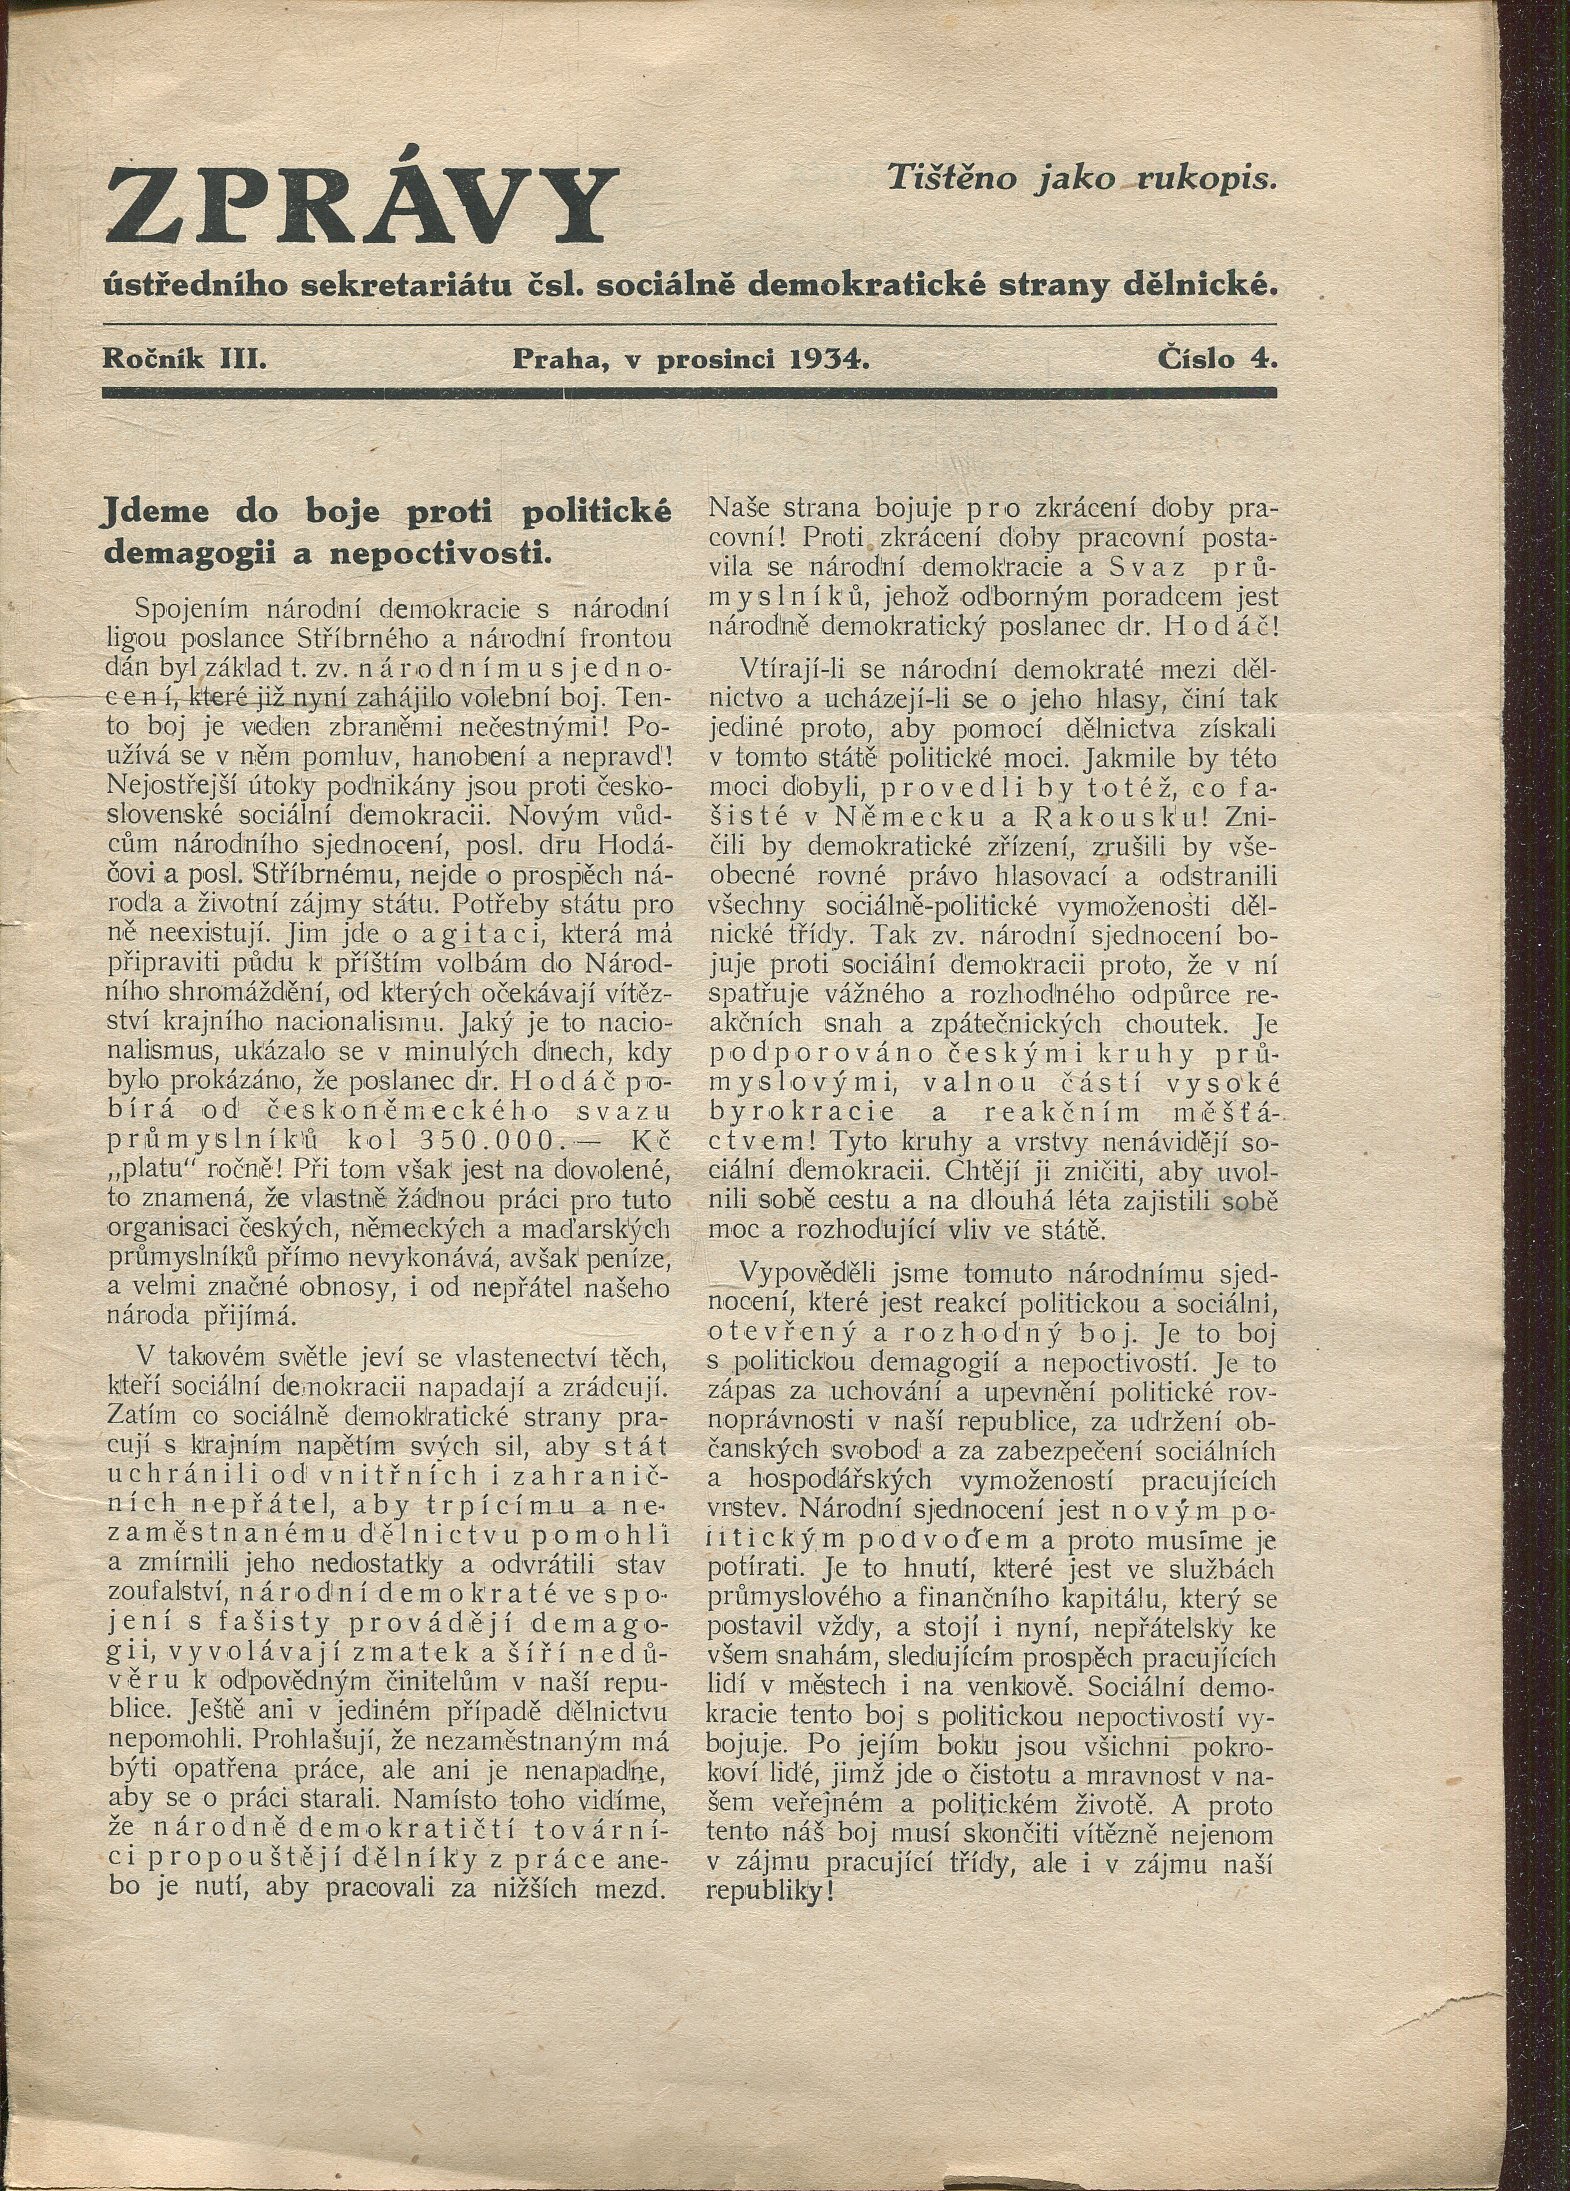 ZPRÁVY
Tištěno jako rukopis.
ústředního sekretariátu čsl. sociálně demokratické strany dělnické.
Ročník III. Praha, v prosinci 1934. Číslo 4.
Jdeme do boje proti politické
demagogii a nepoctivosti.
Spojením národní demokracie s národní
ligou poslance Stříbrného a národní frontou
dán byl základ t. zv. národnímu sjedno-
cení, které již nyní zahájilo volební boj. Ten-
to boj je veden zbraněmi nečestnými! Po-
užívá se v něm pomluv, hanobení a nepravd!
Nejostřejší útoky podnikány jsou proti česko-
slovenské sociální demokracii. Novým vůd-
cům národního sjednocení, posl. dru Hodá-
čovi a posl. Stříbrnému, nejde o prospěch ná-
roda a životní zájmy státu. Potřeby státu pro
ně neexistují. Jim jde o agitaci, která má
připraviti půdu k příštím volbám do Národ-
ního shromáždění, od kterých očekávají vítěz-
ství krajního nacionalismu. Jaký je to nacio-
nalismus, ukázalo se v minulých dnech, kdy
bylo prokázáno, že poslanec dr. Hodáč po-
bírá od českoněmeckého svazu
průmyslníků kol 350.000.— Kč
„platu“ ročně! Při tom však jest na dovolené,
to znamená, že vlastně žádnou práci pro tuto
organisaci českých, německých a maďarských
průmyslníků přímo nevykonává, avšak peníze,
a velmi značné obnosy, i od nepřátel našeho
národa přijímá.
V takovém světle jeví se vlastenectví těch,
kteří sociální demokracii napadají a zrádcují.
Zatím co sociálně demokratické strany pra-
cují s krajním napětím svých sil, aby stát
uchránili od vnitřních i zahranič-
ních nepřátel, aby trpícímu a ne-
zaměstnanému dělnictvu pomohli
a zmírnili jeho nedostatky a odvrátili stav
zoufalství, národní demokraté ve spo-
jení s fašisty provádějí demago-
gii, vyvolávají zmatek a šíří nedů-
věru k odpovědným činitelům v naší repu-
blice. Ještě ani v jediném případě dělnictvu
nepomohli. Prohlašují, že nezaměstnaným má
býti opatřena práce, ale ani je nenapadne,
aby se o práci starali. Namísto toho vidíme,
že národně demokratičtí továrni-
ci propouštějí dělníky z práce ane-
bo je nutí, aby pracovali za nižších mezd.
Naše strana bojuje pro zkrácení doby pra-
covní! Proti zkrácení doby pracovní posta-
vila se národní demokracie a Svaz prů-
myslníků, jehož odborným poradcem jest
národně demokratický poslanec dr. Hodáč!
Vtírají-li se národní demokraté mezi děl-
nictvo a ucházejí-li se o jeho hlasy, činí tak
jediné proto, aby pomocí dělnictva získali
v tomto státě politické moci. Jakmile by této
moci dobyli, provedli by totéž, co fa-
šisté v Německu a Rakousku! Zni-
čili by demokratické zřízení, zrušili by vše-
obecné rovné právo hlasovací a odstranili
všechny sociálně-politické vymoženosti děl-
nické třídy. Tak zv. národní sjednocení bo-
juje proti sociální demokracii proto, že v ní
spatřuje vážného a rozhodného odpůrce re-
akčních snah a zpátečnických choutek. Je
podporováno českými kruhy prů-
myslovými, valnou částí vysoké
byrokracie a reakčním měšťá-
ctvem! Tyto kruhy a vrstvy nenávidějí so-
ciální demokracii. Chtějí ji zničiti, aby uvol-
nili sobě cestu a na dlouhá léta zajistili sobě
moc a rozhodující vliv ve státě.
Vypověděli jsme tomuto národnímu sjed-
nocení, které jest reakcí politickou a sociálni,
otevřený a rozhodný boj. Je to boj
s politickou demagogií a nepoctivostí. Je to
zápas za uchování a upevnění politické rov-
noprávnosti v naší republice, za udržení ob-
čanských svobod a za zabezpečení sociálních
a hospodářských vymožeností pracujících
vrstev. Národní sjednocení jest novým po-
litickým podvodem a proto musíme je
potírati. Je to hnutí, které jest ve službách
průmyslového a finančního kapitálu, který se
postavil vždy, a stojí i nyní, nepřátelsky ke
všem snahám, sledujícím prospěch pracujících
lidí v městech i na venkově. Sociální demo-
kracie tento boj s politickou nepoctivostí vy-
bojuje. Po jejím boku jsou všichni pokro-
koví lidé, jimž jde o čistotu a mravnost v na-
šem veřejném a politickém životě. A proto
tento náš boj musí skončiti vítězně nejenom
v zájmu pracující třídy, ale i v zájmu naší
republiky!